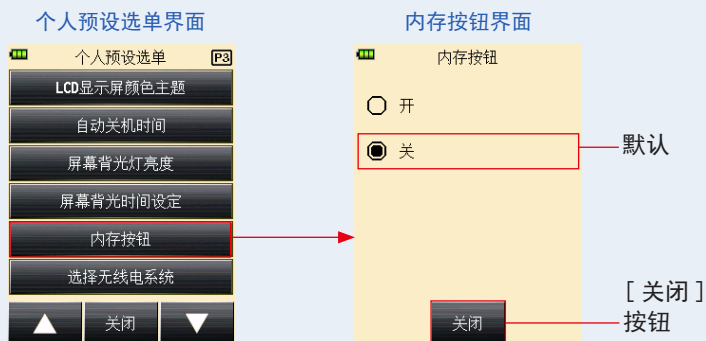 个人预设选单界面
个人预设选单 P3
LCD显示屏颜色主题
自动关机时间
屏幕背光灯亮度
屏幕背光时间设定
内存按钮
选择无线电系统
关闭
内存按钮界面
内存按钮
开
关
默认
关闭
[ 关闭 ]
按钮